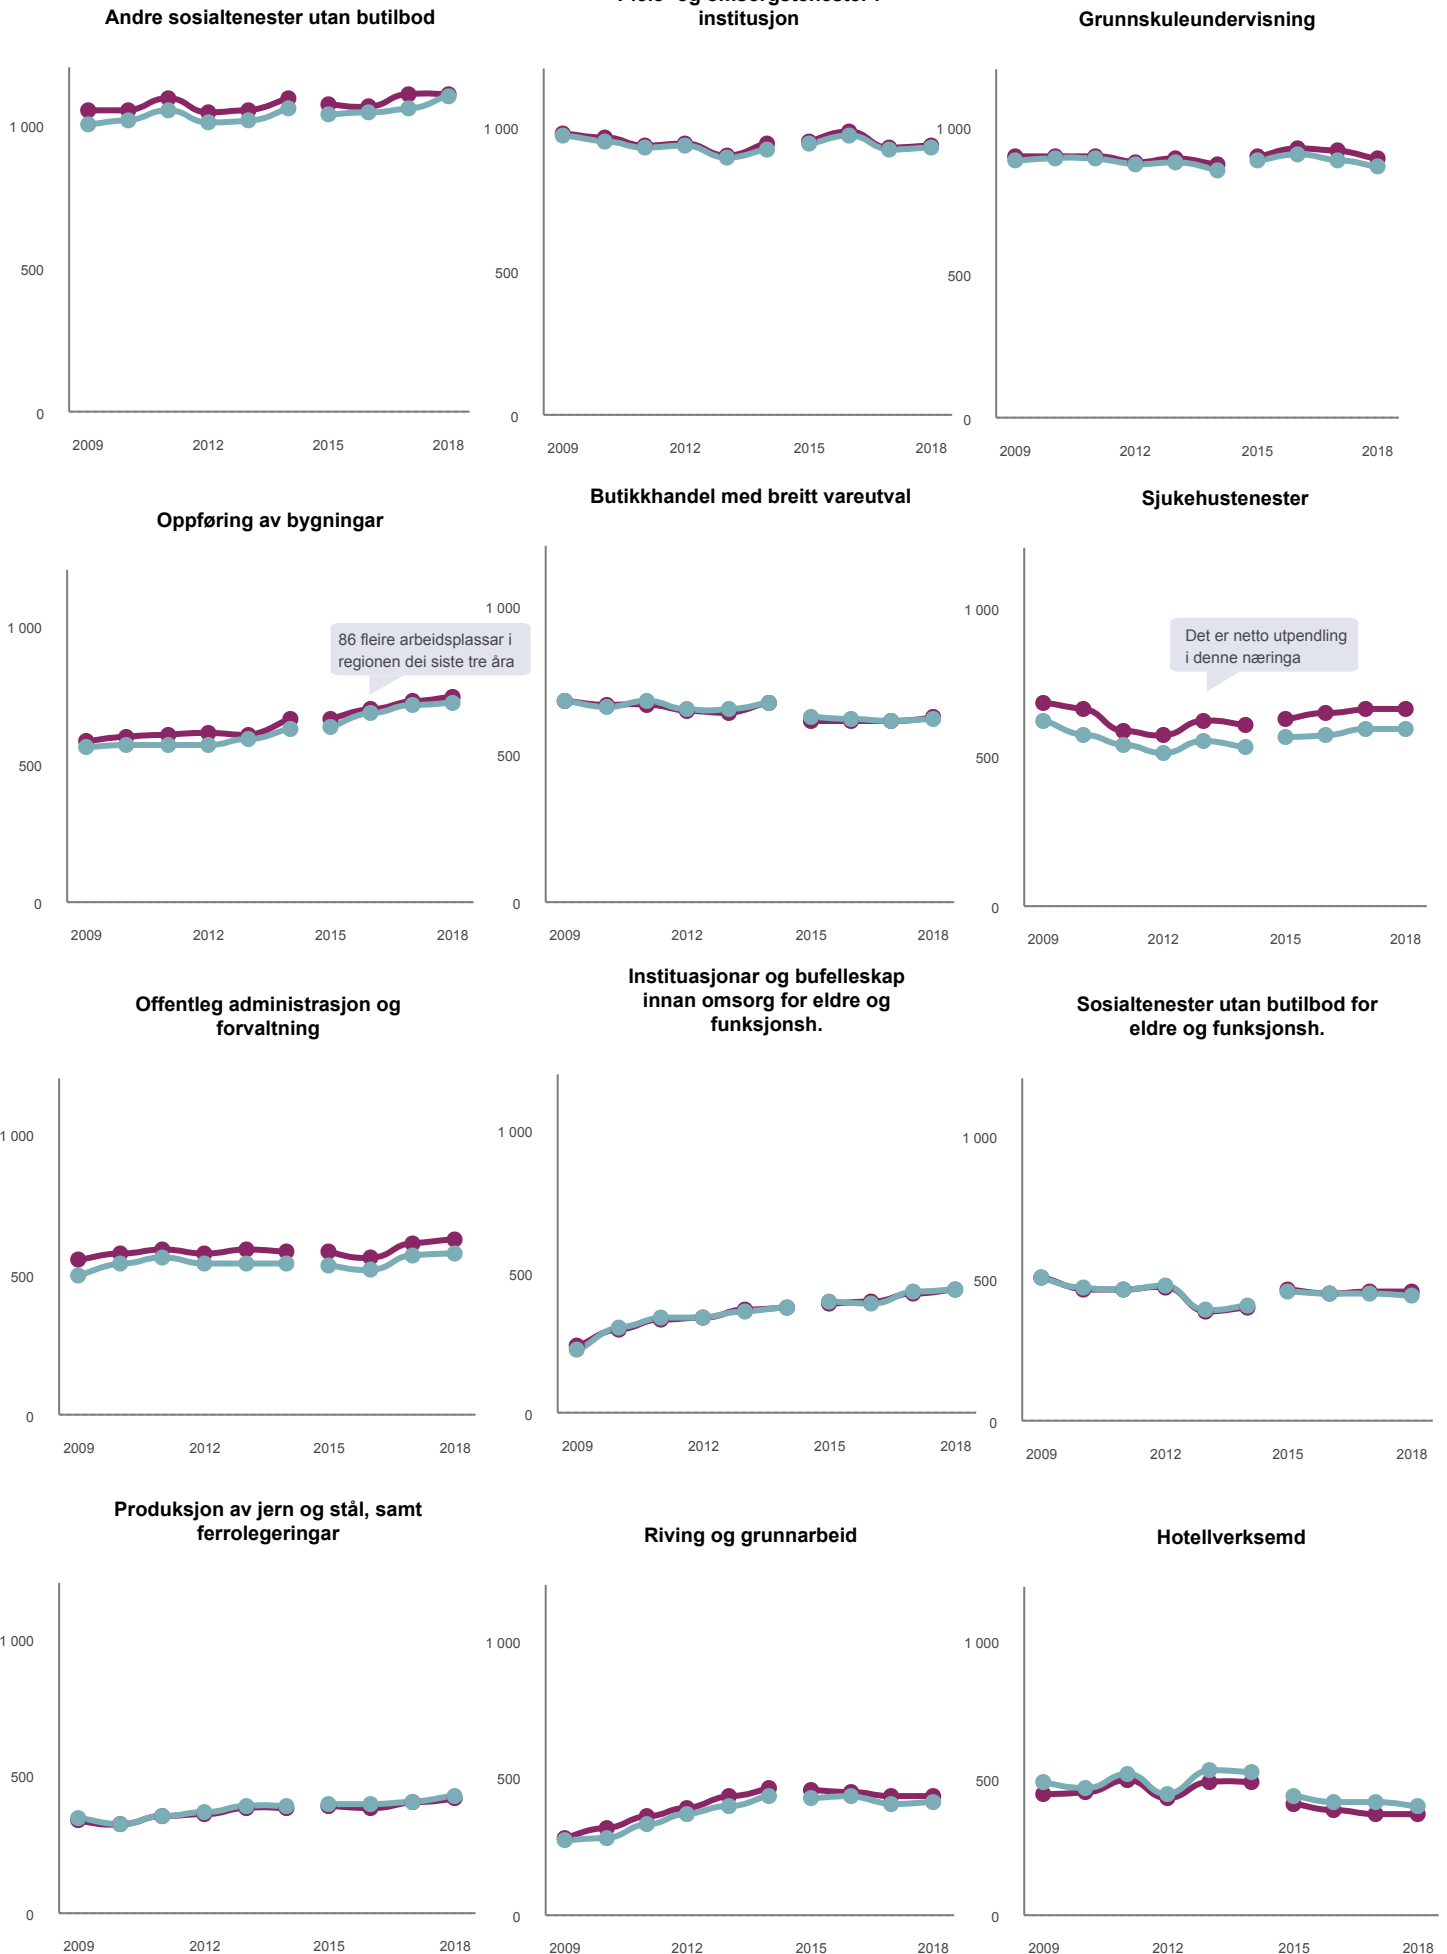 Andre sosialtenester utan butilbod
1 000
500
0
2009 2012 2015 2018
institusjon
1 000
500
0
2009 2012 2015 2018
Grunnskuleundervisning
1 000
500
0
2009 2012 2015 2018
Oppføring av bygningar
1 000
500
0
86 fleire arbeidsplassar i
regionen dei siste tre åra
2009 2012 2015 2018
Butikkhandel med breitt vareutval
1 000
500
0
2009 2012 2015 2018
Sjukehustenester
1 000
500
0
Det er netto utpendling
i denne næringa
2009 2012 2015 2018
Offentleg administrasjon og
forvaltning
1 000
500
0
2009 2012 2015 2018
Instituasjonar og bufelleskap
innan omsorg for eldre og
funksjonsh.
1 000
500
0
2009 2012 2015 2018
Sosialtenester utan butilbod for
eldre og funksjonsh.
1 000
500
0
2009 2012 2015 2018
Produksjon av jern og stål, samt
ferrolegeringar
1 000
500
0
2009 2012 2015 2018
Riving og grunnarbeid
1 000
500
0
2009 2012 2015 2018
Hotellverksemd
1 000
500
0
2009 2012 2015 2018